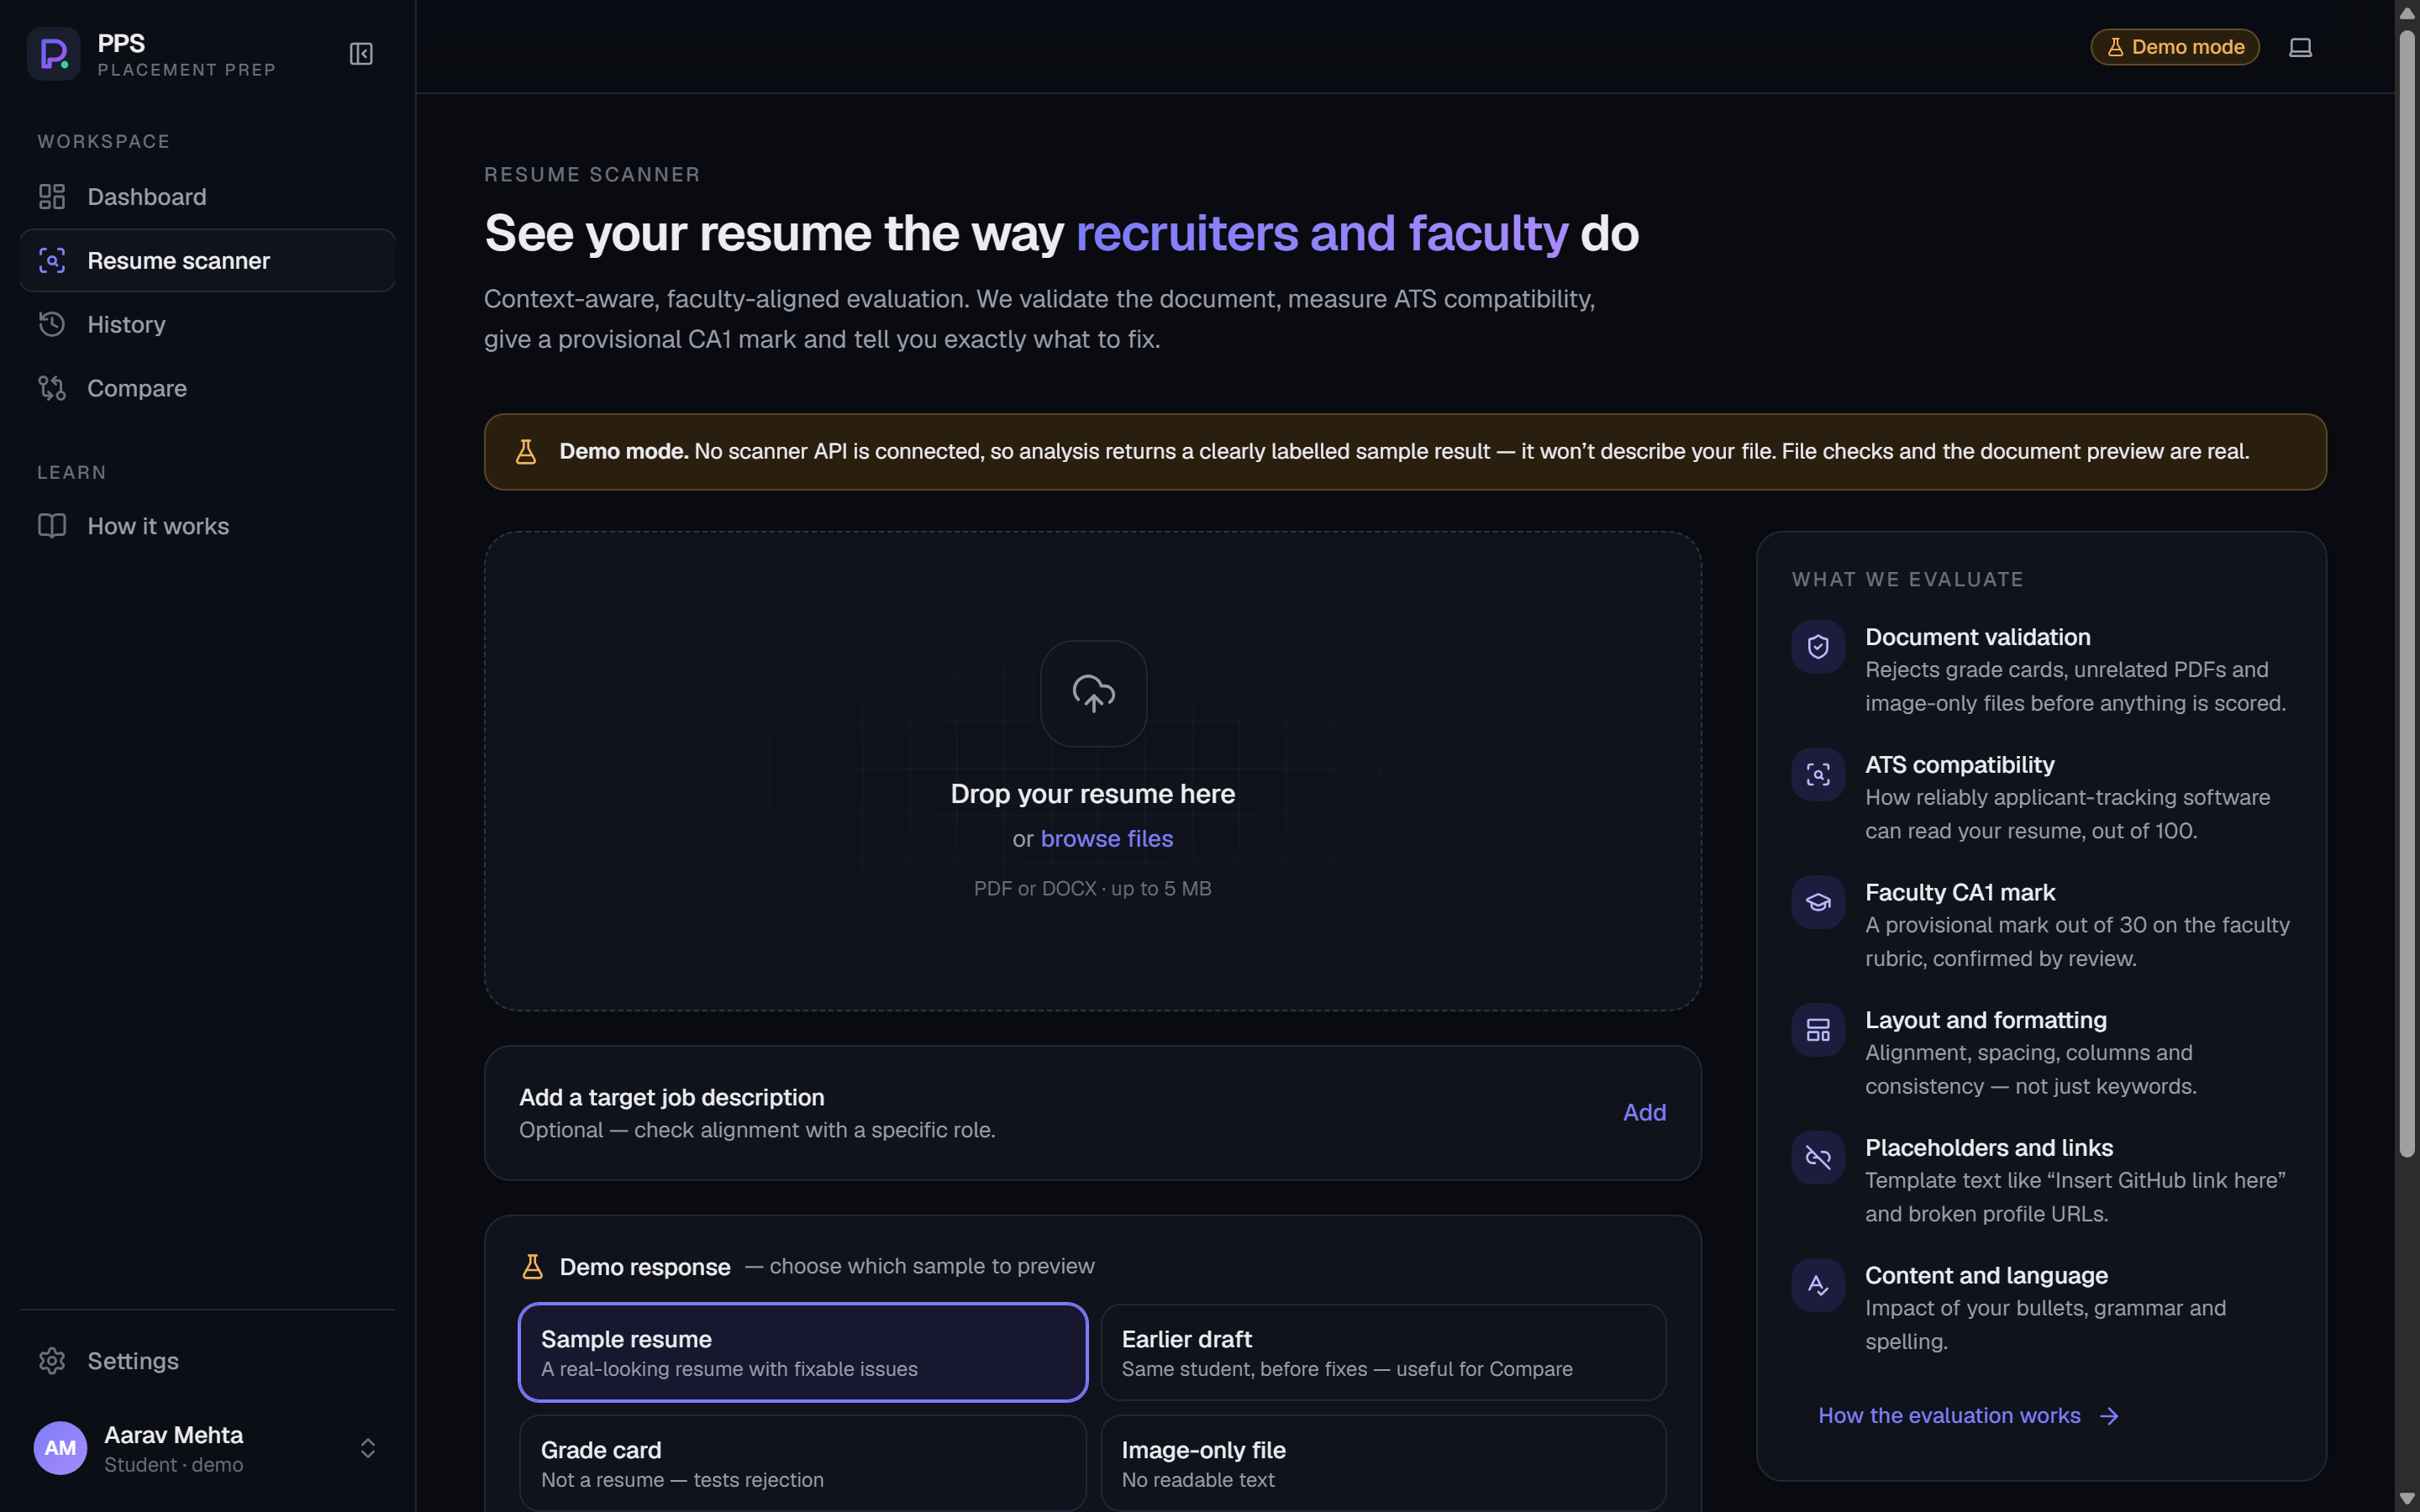 PPS
PLACEMENT PREP
WORKSPACE
Dashboard
Resume scanner
History
Compare
LEARN
How it works
Settings
AM
Aarav Mehta
Student · demo
Demo mode
RESUME SCANNER
See your resume the way recruiters and faculty do
Context-aware, faculty-aligned evaluation. We validate the document, measure ATS compatibility,
give a provisional CA1 mark and tell you exactly what to fix.
Demo mode. No scanner API is connected, so analysis returns a clearly labelled sample result — it won’t describe your file. File checks and the document preview are real.
Drop your resume here
or browse files
PDF or DOCX · up to 5 MB
Add a target job description
Optional — check alignment with a specific role.
Add
Demo response — choose which sample to preview
Sample resume
A real-looking resume with fixable issues
Earlier draft
Same student, before fixes — useful for Compare
Grade card
Not a resume — tests rejection
Image-only file
No readable text
WHAT WE EVALUATE
Document validation
Rejects grade cards, unrelated PDFs and
image-only files before anything is scored.
ATS compatibility
How reliably applicant-tracking software
can read your resume, out of 100.
Faculty CA1 mark
A provisional mark out of 30 on the faculty
rubric, confirmed by review.
Layout and formatting
Alignment, spacing, columns and
consistency — not just keywords.
Placeholders and links
Template text like “Insert GitHub link here”
and broken profile URLs.
Content and language
Impact of your bullets, grammar and
spelling.
How the evaluation works